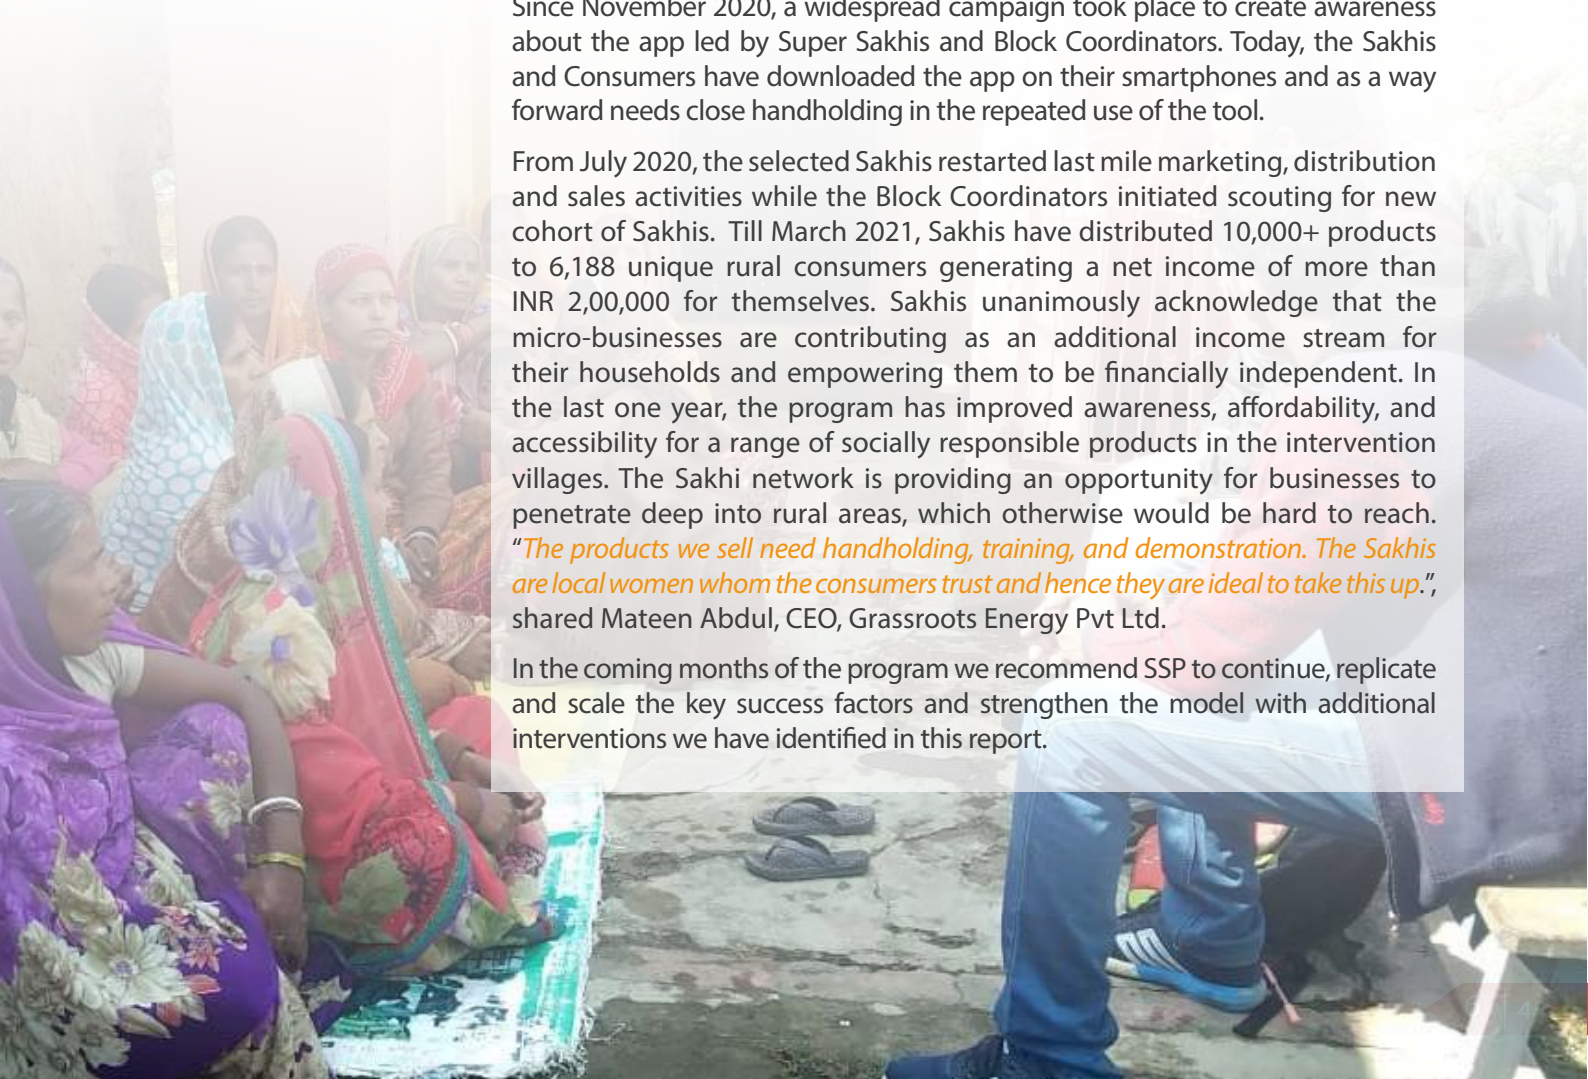 Since November 2020, a widespread campaign took place to create awareness
about the app led by Super Sakhis and Block Coordinators. Today, the Sakhis
and Consumers have downloaded the app on their smartphones and as a way
forward needs close handholding in the repeated use of the tool.
From July 2020, the selected Sakhis restarted last mile marketing, distribution
and sales activities while the Block Coordinators initiated scouting for new
cohort of Sakhis. Till March 2021, Sakhis have distributed 10,000+ products
to 6,188 unique rural consumers generating a net income of more than
INR 2,00,000 for themselves. Sakhis unanimously acknowledge that the
micro-businesses are contributing as an additional income stream for
their households and empowering them to be financially independent. In
the last one year, the program has improved awareness, affordability, and
accessibility for a range of socially responsible products in the intervention
villages. The Sakhi network is providing an opportunity for businesses to
penetrate deep into rural areas, which otherwise would be hard to reach.
“The products we sell need handholding, training, and demonstration. The Sakhis
are local women whom the consumers trust and hence they are ideal to take this up.”,
shared Mateen Abdul, CEO, Grassroots Energy Pvt Ltd.
In the coming months of the program we recommend SSP to continue, replicate
and scale the key success factors and strengthen the model with additional
interventions we have identified in this report.